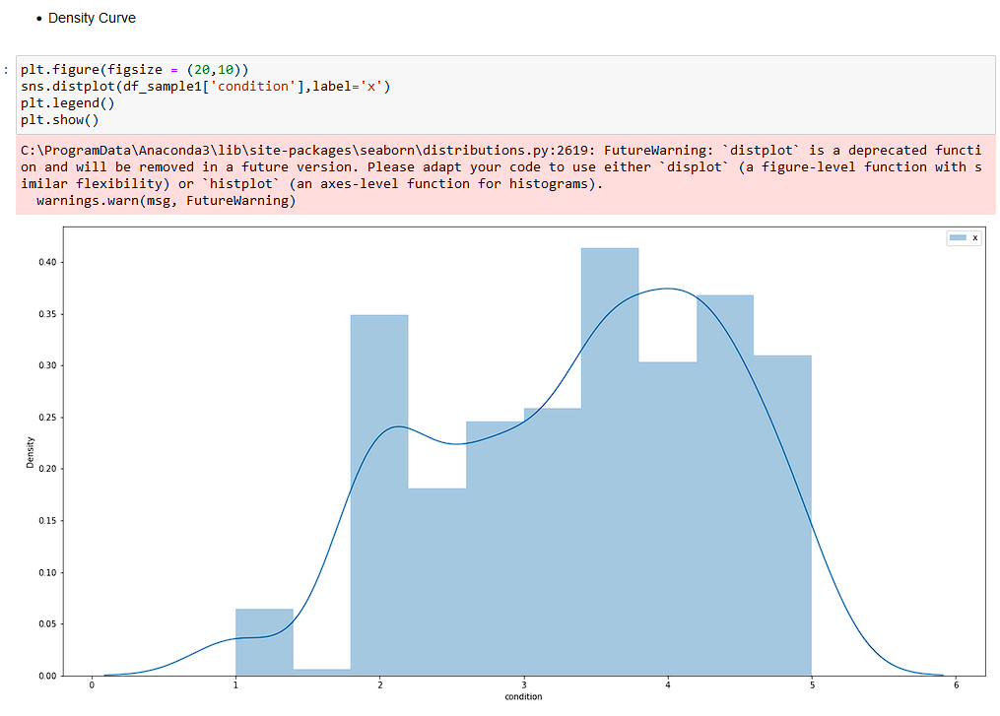 • Density Curve
:
plt.figure(figsize = (20,10))
sns.distplot(df_sample1['condition'],label='x')
plt.legend()
plt.show()
C:\ProgramData\Anaconda3\lib\site-packages\seaborn\distributions.py:2619: FutureWarning: `distplot` is a deprecated functi
on and will be removed in a future version. Please adapt your code to use either `displot` (a figure-level function with s
imilar flexibility) or `histplot` (an axes-level function for histograms).
  warnings.warn(msg, FutureWarning)
x
0.40
0.35
0.30
0.25
0.20
0.15
0.10
0.05
0.00
Density
0 1 2 3 4 5 6
condition